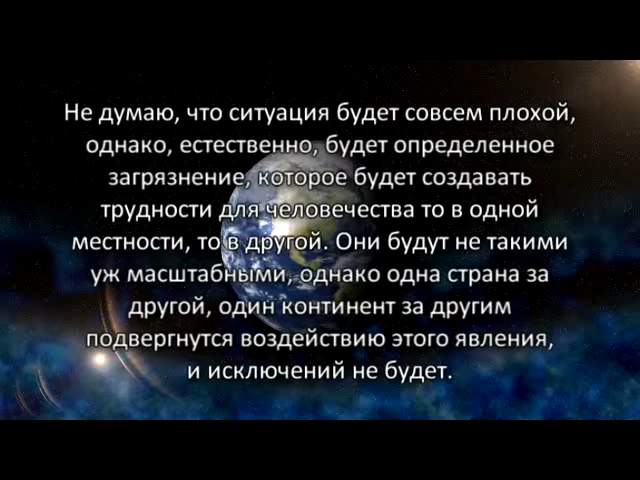 Не думаю, что ситуация будет совсем плохой,
однако, естественно, будет определенное
загрязнение, которое будет создавать
трудности для человечества то в одной
местности, то в другой. Они будут не такими
уж масштабными, однако одна страна за
другой, один континент за другим
подвергнутся воздействию этого явления,
и исключений не будет.